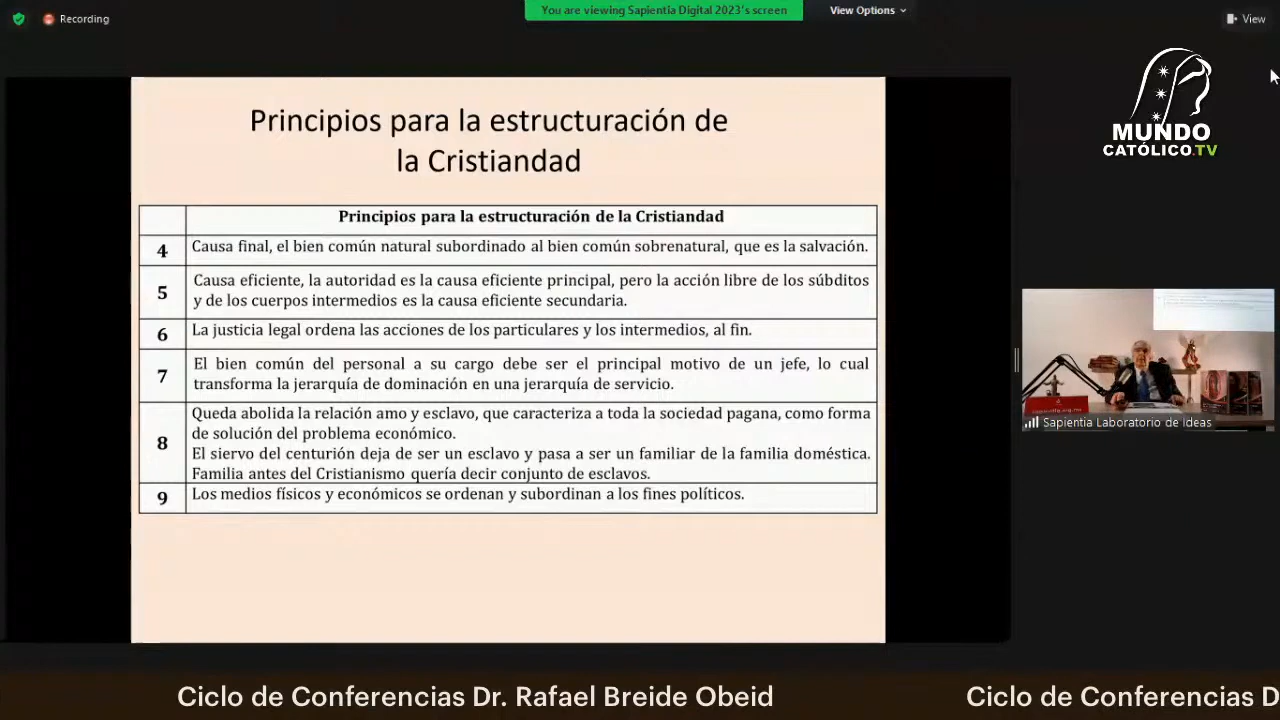 Recording
You are viewing Sapientia Digital 2023's screen
View Options
View
MUNDO
CATÓLICO.TV
Principios para la estructuración de
la Cristiandad
Principios para la estructuración de la Cristiandad
4 Causa final, el bien común natural subordinado al bien común sobrenatural, que es la salvación.
5 Causa eficiente, la autoridad es la causa eficiente principal, pero la acción libre de los súbditos
y de los cuerpos intermedios es la causa eficiente secundaria.
6 La justicia legal ordena las acciones de los particulares y los intermedios, al fin.
7 El bien común del personal a su cargo debe ser el principal motivo de un jefe, lo cual
transforma la jerarquía de dominación en una jerarquía de servicio.
8 Queda abolida la relación amo y esclavo, que caracteriza a toda la sociedad pagana, como forma
de solución del problema económico.
El siervo del centurión deja de ser un esclavo y pasa a ser un familiar de la familia doméstica.
Familia antes del Cristianismo quería decir conjunto de esclavos.
9 Los medios físicos y económicos se ordenan y subordinan a los fines políticos.
Sapientia Laboratorio de Ideas
Ciclo de Conferencias Dr. Rafael Breide Obeid
Ciclo de Conferencias D